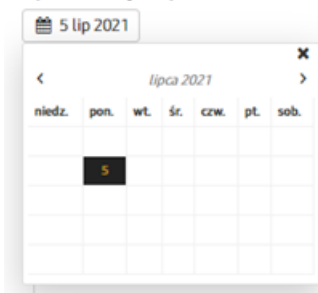 5 lip 2021
×
‹ lipca 2021 ›
niedz. pon. wt. śr. czw. pt. sob.
5